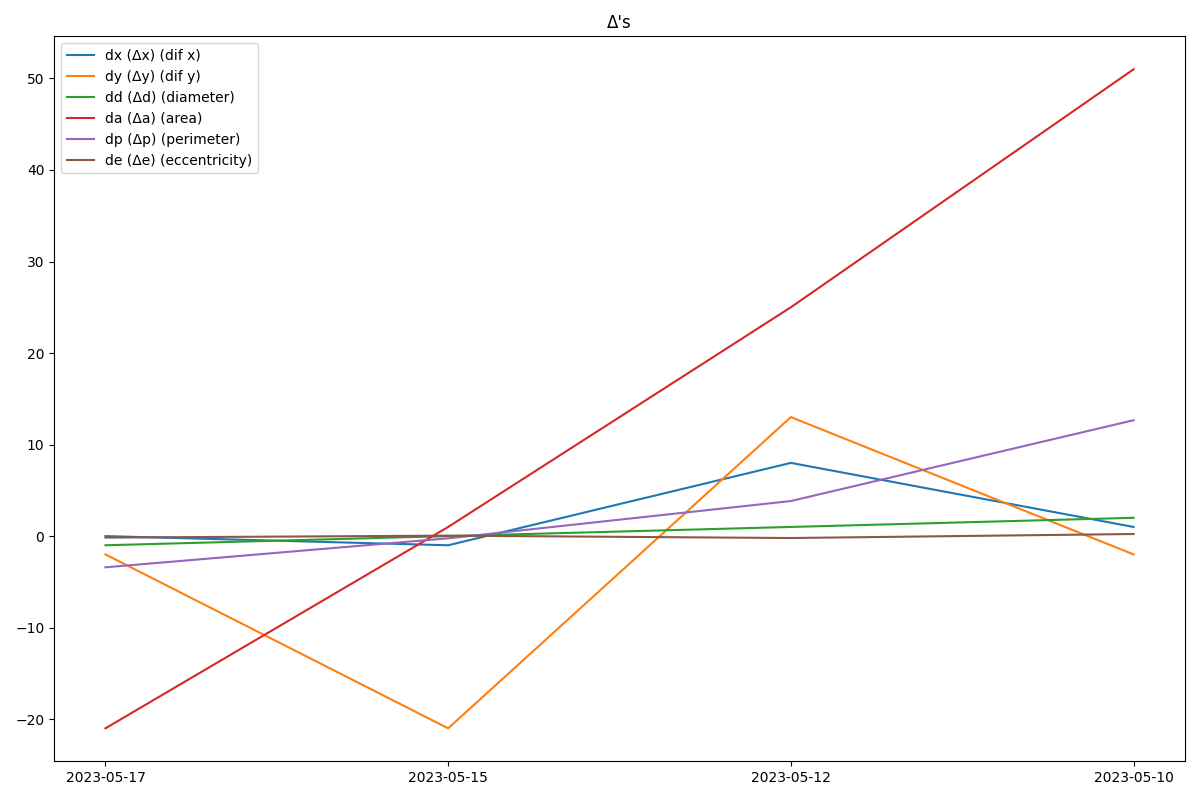 Δ's
dx (Δx) (dif x)
dy (Δy) (dif y)
dd (Δd) (diameter)
da (Δa) (area)
dp (Δp) (perimeter)
de (Δe) (eccentricity)
50
40
30
20
10
0
−10
−20
2023-05-17 2023-05-15 2023-05-12 2023-05-10